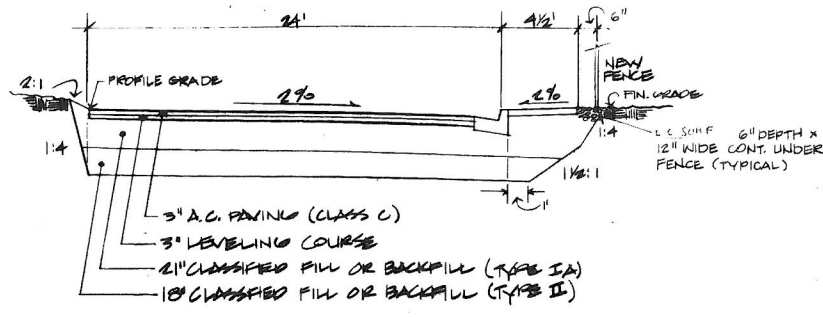 24'
4½'
6"
2:1
PROFILE GRADE
2%
2%
NEW
FENCE
FIN. GRADE
1:4
1:4
6" DEPTH x
12" WIDE CONT. UNDER
FENCE (TYPICAL)
1½:1
1'
3" A.C. PAVING (CLASS C)
3" LEVELING COURSE
21" CLASSIFIED FILL OR BACKFILL (TYPE IA)
18" CLASSIFIED FILL OR BACKFILL (TYPE II)